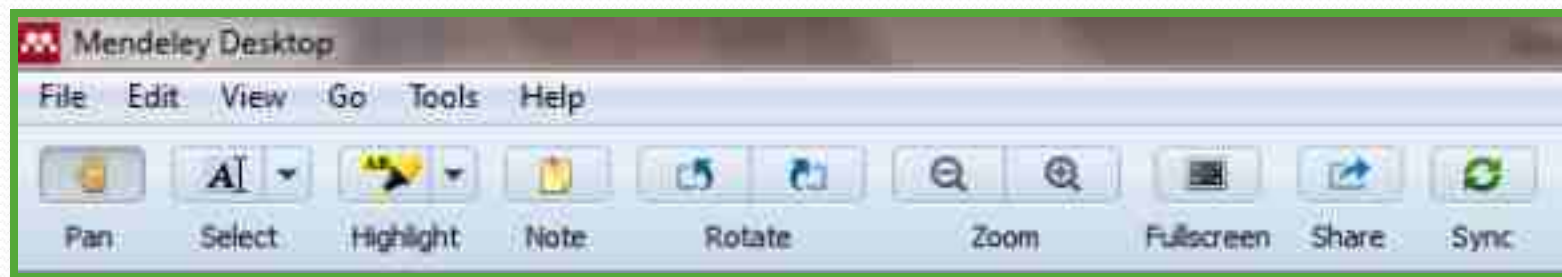 Mendeley Desktop
File Edit View Go Tools Help
Pan Select Highlight Note Rotate Zoom Fullscreen Share Sync